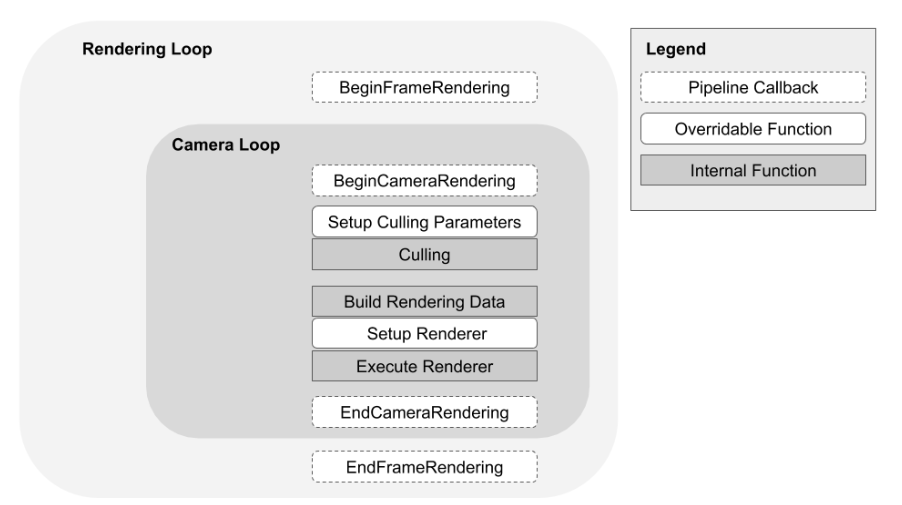 Rendering Loop
BeginFrameRendering
Camera Loop
BeginCameraRendering
Setup Culling Parameters
Culling
Build Rendering Data
Setup Renderer
Execute Renderer
EndCameraRendering
EndFrameRendering
Legend
Pipeline Callback
Overridable Function
Internal Function